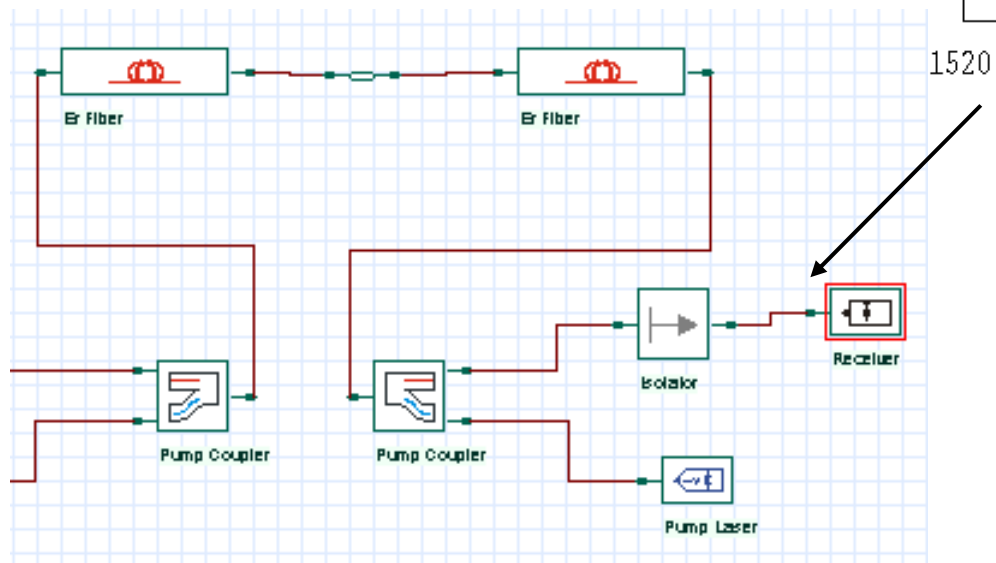 1520
Er Fiber
Er Fiber
Receiver
Isolator
Pump Coupler
Pump Coupler
Pump Laser